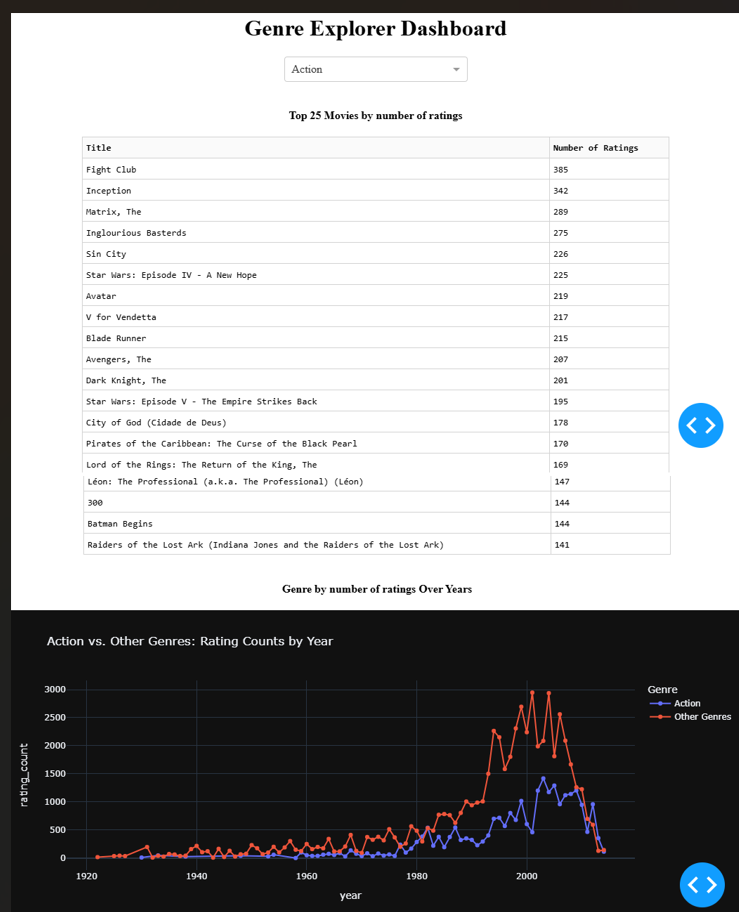 Genre Explorer Dashboard
Action
Top 25 Movies by number of ratings
Title Number of Ratings
Fight Club 385
Inception 342
Matrix, The 289
Inglourious Basterds 275
Sin City 226
Star Wars: Episode IV - A New Hope 225
Avatar 219
V for Vendetta 217
Blade Runner 215
Avengers, The 207
Dark Knight, The 201
Star Wars: Episode V - The Empire Strikes Back 195
City of God (Cidade de Deus) 178
Pirates of the Caribbean: The Curse of the Black Pearl 170
Lord of the Rings: The Return of the King, The 169
Léon: The Professional (a.k.a. The Professional) (Léon) 147
300 144
Batman Begins 144
Raiders of the Lost Ark (Indiana Jones and the Raiders of the Lost Ark) 141
Genre by number of ratings Over Years
Action vs. Other Genres: Rating Counts by Year
3000
2500
2000
1500
1000
500
0
rating_count
1920 1940 1960 1980 2000
year
Genre
Action
Other Genres